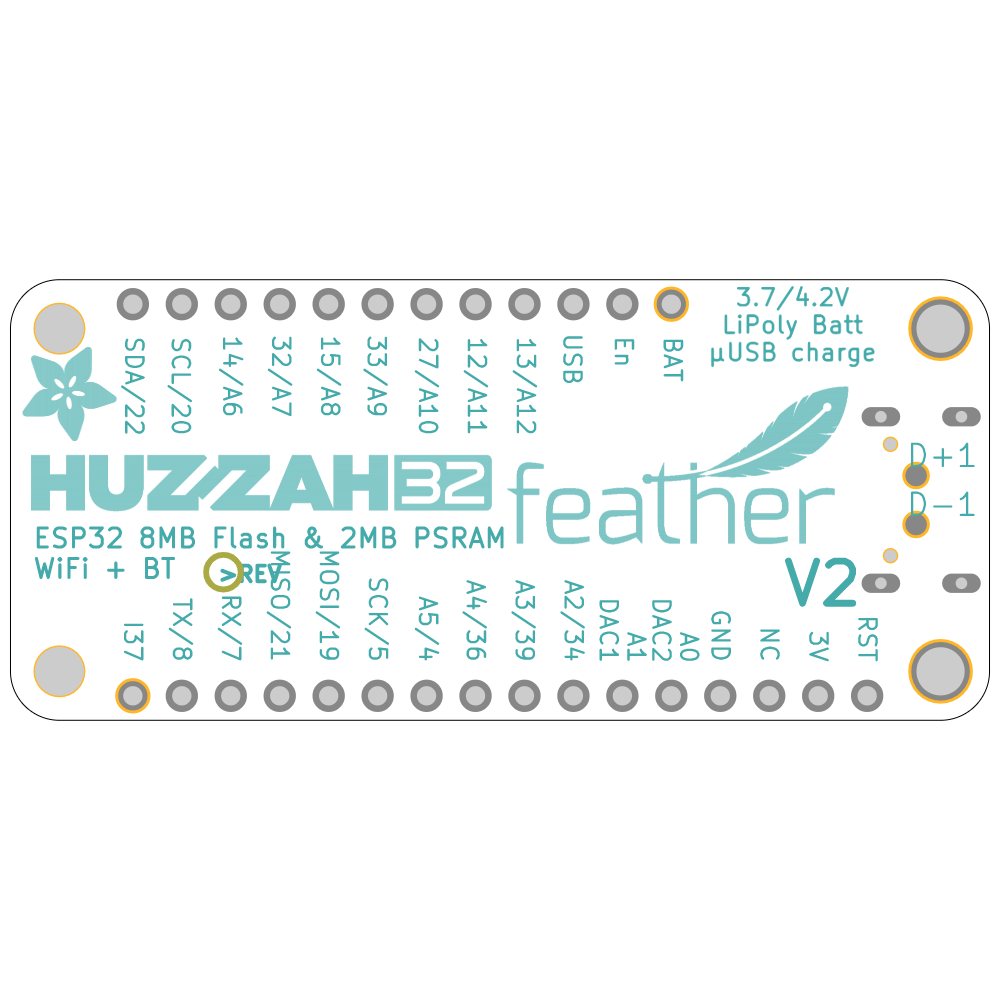 3.7/4.2V
LiPoly Batt
µUSB charge
SDA/22
SCL/20
14/A6
32/A7
15/A8
33/A9
27/A10
12/A11
13/A12
USB
En
BAT
D+1
D-1
HUZZAH32
feather
ESP32 8MB Flash & 2MB PSRAM
WiFi + BT
>REV
V2
I37
TX/8
RX/7
MISO/21
MOSI/19
SCK/5
A5/4
A4/36
A3/39
A2/34
DAC1
A1
DAC2
A0
GND
NC
3V
RST